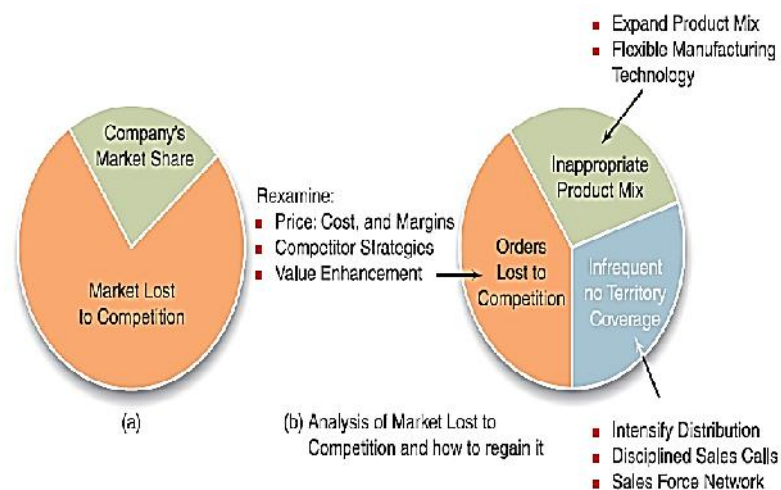 ▪ Expand Product Mix
▪ Flexible Manufacturing
Technology
Company's
Market Share
Market Lost
to Competition
(a)
Rexamine:
▪ Price: Cost, and Margins
▪ Competitor Strategies
▪ Value Enhancement
Inappropriate
Product Mix
Orders
Lost to
Competition
Infrequent
no Territory
Coverage
(b) Analysis of Market Lost to
Competition and how to regain it
▪ Intensify Distribution
▪ Disciplined Sales Calls
▪ Sales Force Network